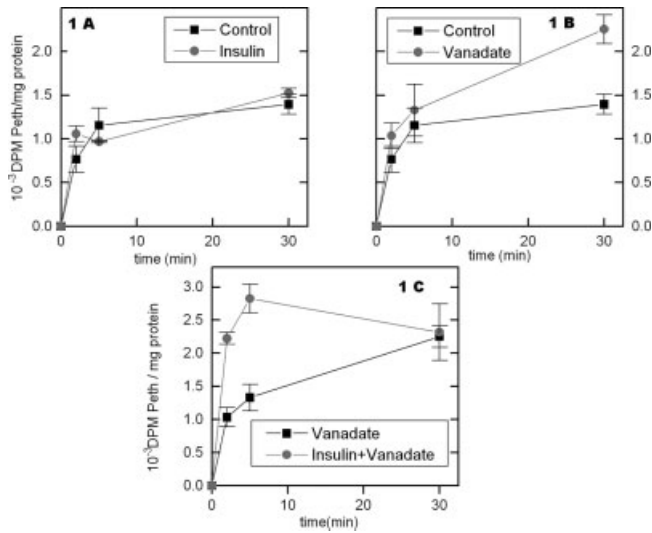 1 A
Control
Insulin
2.0
1.5
1.0
0.5
0.0
10⁻³DPM Peth/mg protein
0 10 20 30
time (min)
1 B
Control
Vanadate
2.0
1.5
1.0
0.5
0.0
0 10 20 30
time (min)
1 C
3.0
2.5
2.0
1.5
1.0
0.5
0.0
10⁻³DPM Peth / mg protein
Vanadate
Insulin+Vanadate
0 10 20 30
time(min)